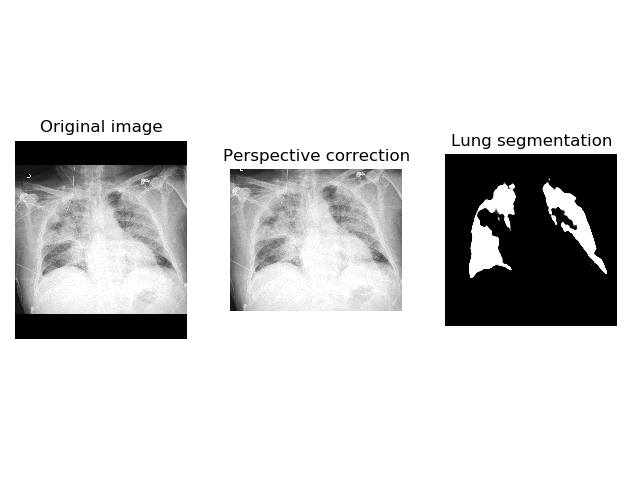 Original image
Perspective correction
Lung segmentation